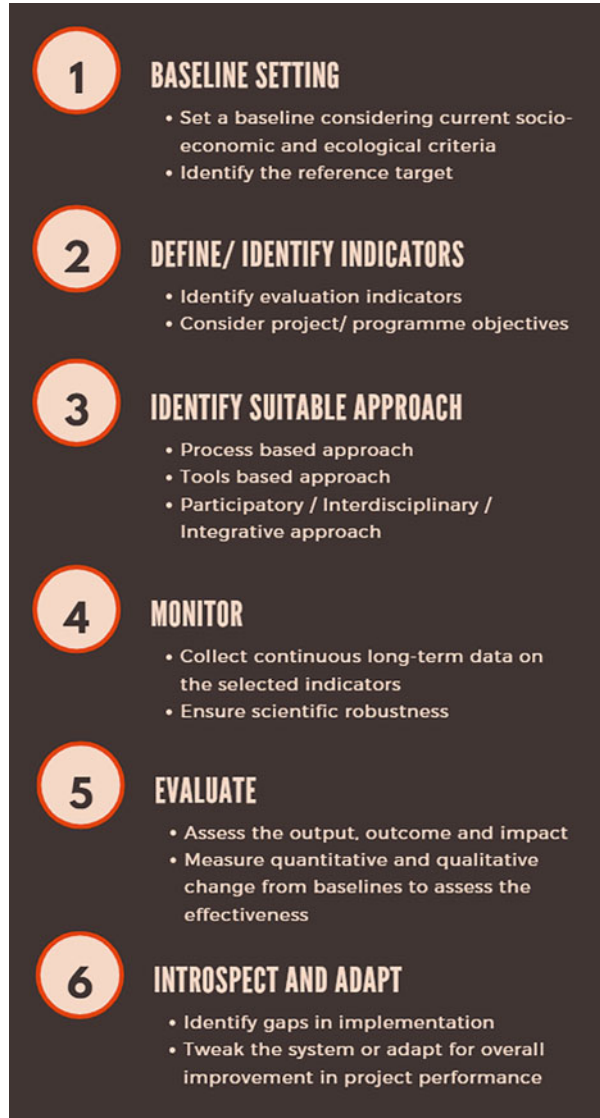 1
BASELINE SETTING
• Set a baseline considering current socio-
economic and ecological criteria
• Identify the reference target
2
DEFINE/ IDENTIFY INDICATORS
• Identify evaluation indicators
• Consider project/ programme objectives
3
IDENTIFY SUITABLE APPROACH
• Process based approach
• Tools based approach
• Participatory / Interdisciplinary /
Integrative approach
4
MONITOR
• Collect continuous long-term data on
the selected indicators
• Ensure scientific robustness
5
EVALUATE
• Assess the output, outcome and impact
• Measure quantitative and qualitative
change from baselines to assess the
effectiveness
6
INTROSPECT AND ADAPT
• Identify gaps in implementation
• Tweak the system or adapt for overall
improvement in project performance